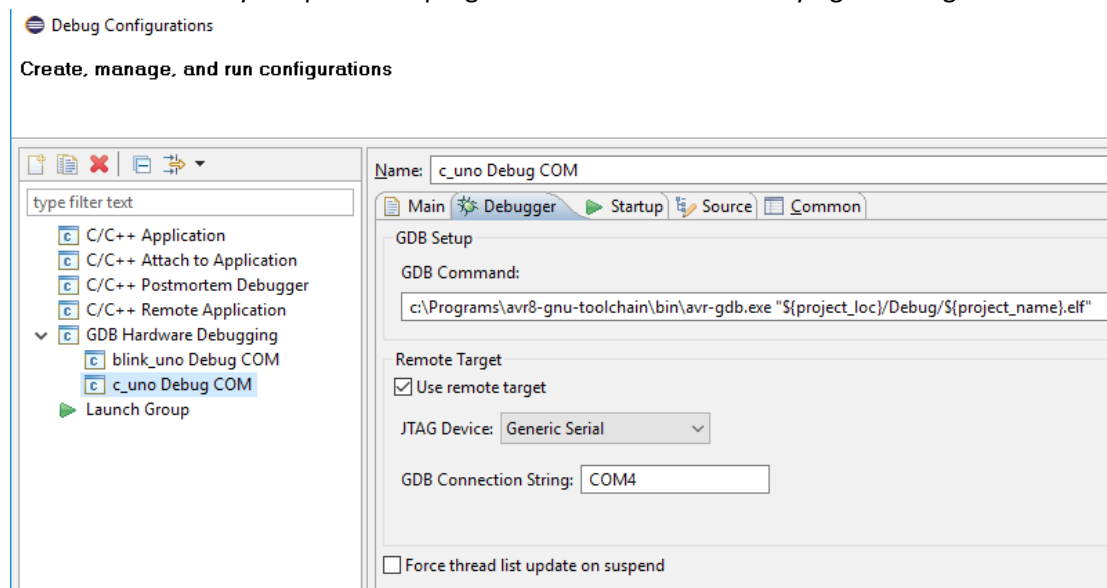 Debug Configurations
Create, manage, and run configurations
type filter text
C/C++ Application
C/C++ Attach to Application
C/C++ Postmortem Debugger
C/C++ Remote Application
GDB Hardware Debugging
blink_uno Debug COM
c_uno Debug COM
Launch Group
Name: c_uno Debug COM
Main Debugger Startup Source Common
GDB Setup
GDB Command:
c:\Programs\avr8-gnu-toolchain\bin\avr-gdb.exe "${project_loc}/Debug/${project_name}.elf"
Remote Target
Use remote target
JTAG Device: Generic Serial
GDB Connection String: COM4
Force thread list update on suspend